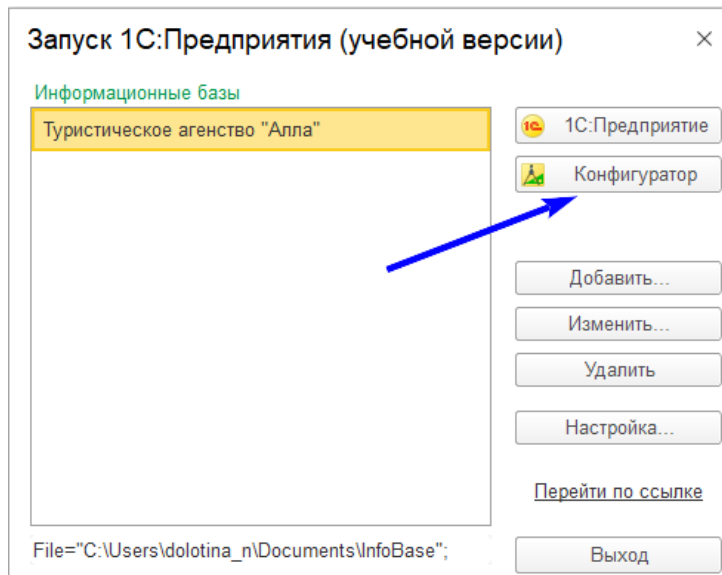 Запуск 1С:Предприятия (учебной версии)
Информационные базы
Туристическое агенство "Алла"
1С:Предприятие
Конфигуратор
Добавить...
Изменить...
Удалить
Настройка...
Перейти по ссылке
File="C:\Users\dolotina_n\Documents\InfoBase";
Выход